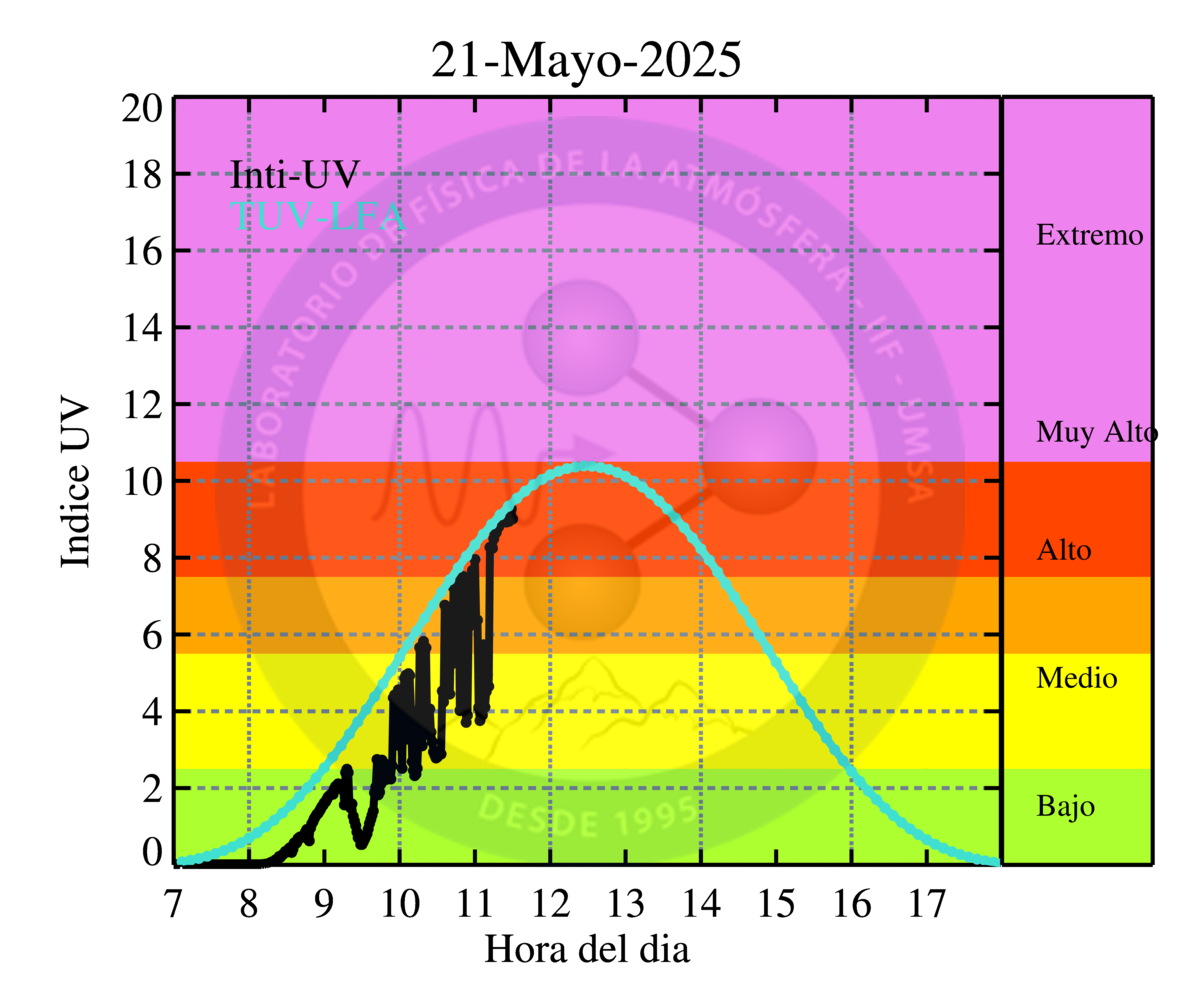 21-Mayo-2025
Indice UV
20
18
16
14
12
10
8
6
4
2
0
Inti-UV
TUV-LFA
LABORATORIO DE FÍSICA DE LA ATMÓSFERA - IIF - UMSA
DESDE 1995
Extremo
Muy Alto
Alto
Medio
Bajo
7 8 9 10 11 12 13 14 15 16 17
Hora del dia